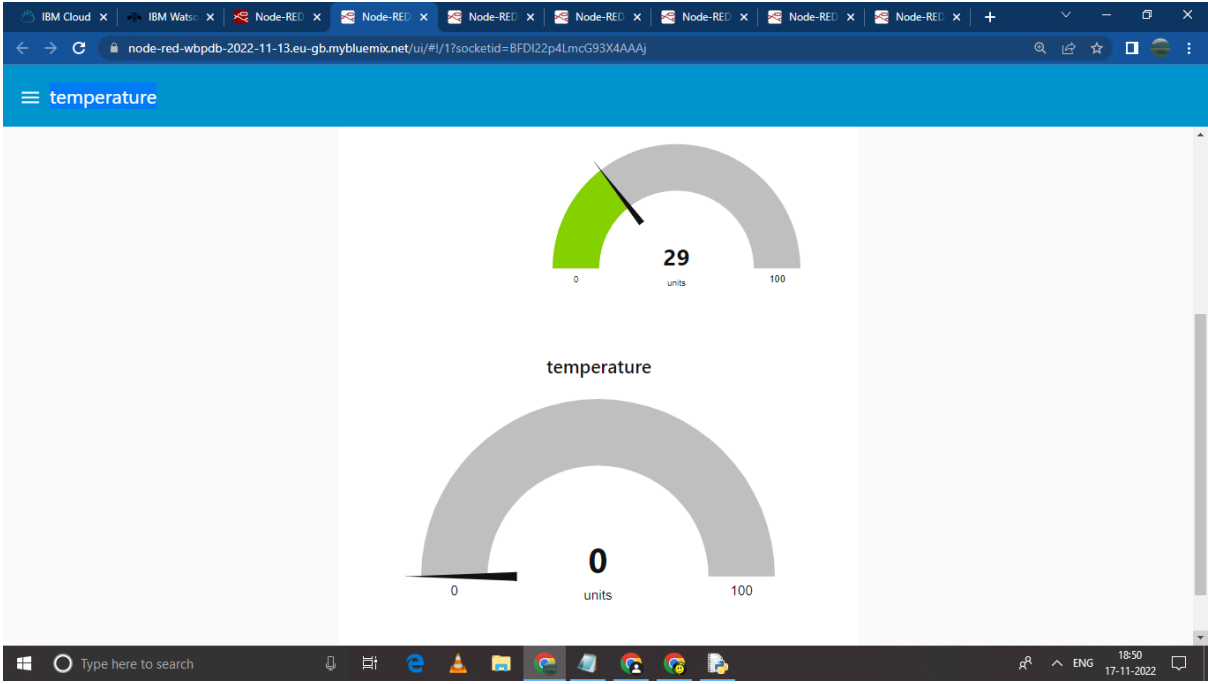 IBM Cloud
IBM Watso
Node-RED
Node-RED
Node-RED
Node-RED
Node-RED
Node-RED
Node-RED
node-red-wbpdb-2022-11-13.eu-gb.mybluemix.net/ui/#!/1?socketid=BFDI22p4LmcG93X4AAAj
temperature
29
0 units 100
temperature
0
0 units 100
Type here to search
ENG
18:50
17-11-2022